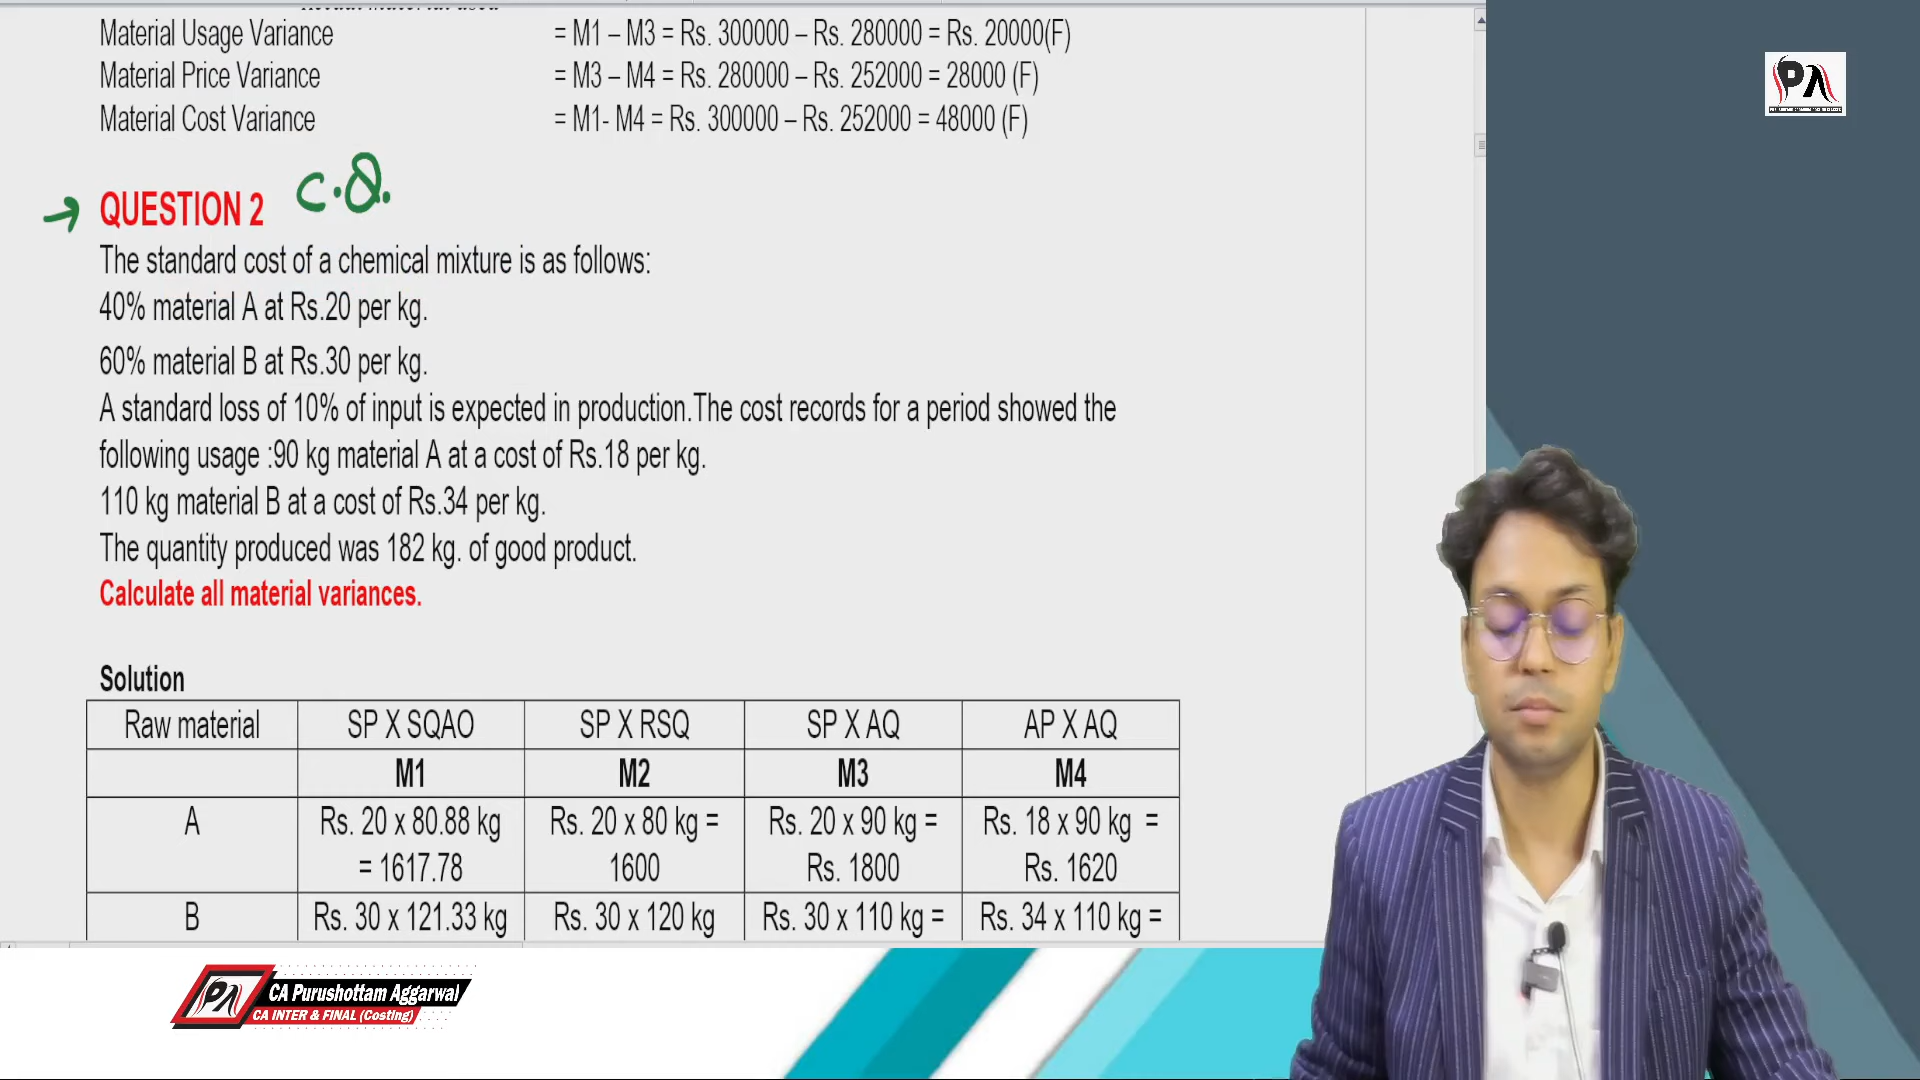 Material Usage Variance = M1 – M3 = Rs. 300000 – Rs. 280000 = Rs. 20000(F)
Material Price Variance = M3 – M4 = Rs. 280000 – Rs. 252000 = 28000 (F)
Material Cost Variance = M1- M4 = Rs. 300000 – Rs. 252000 = 48000 (F)
PA
→ QUESTION 2 C.Q.
The standard cost of a chemical mixture is as follows:
40% material A at Rs.20 per kg.
60% material B at Rs.30 per kg.
A standard loss of 10% of input is expected in production.The cost records for a period showed the
following usage :90 kg material A at a cost of Rs.18 per kg.
110 kg material B at a cost of Rs.34 per kg.
The quantity produced was 182 kg. of good product.
Calculate all material variances.
Solution
Raw material SP X SQAO SP X RSQ SP X AQ AP X AQ
M1 M2 M3 M4
A Rs. 20 x 80.88 kg Rs. 20 x 80 kg = Rs. 20 x 90 kg = Rs. 18 x 90 kg =
= 1617.78 1600 Rs. 1800 Rs. 1620
B Rs. 30 x 121.33 kg Rs. 30 x 120 kg Rs. 30 x 110 kg = Rs. 34 x 110 kg =
PA CA Purushottam Aggarwal
CA INTER & FINAL (Costing)